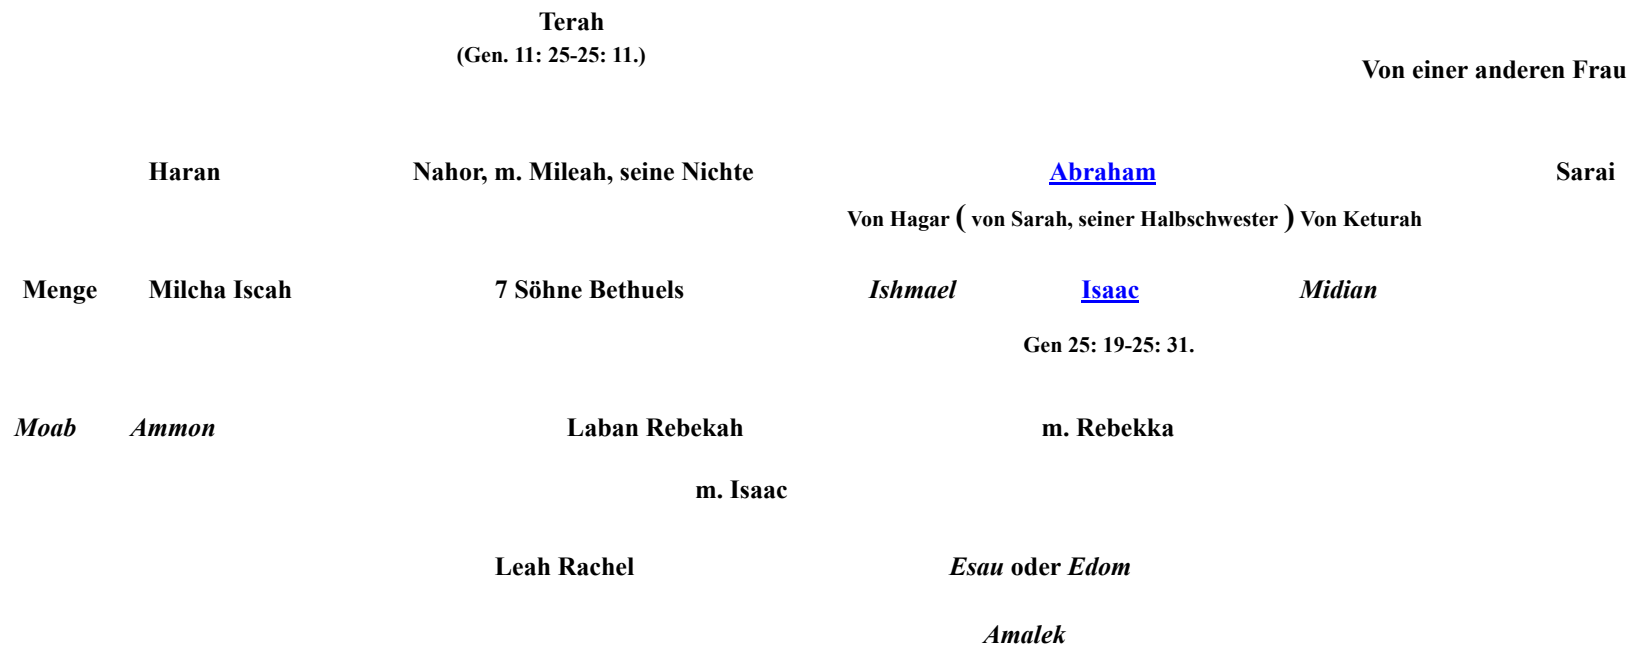 Terah
(Gen. 11: 25-25: 11.)
Von einer anderen Frau
Haran Nahor, m. Mileah, seine Nichte Abraham Sarai
Von Hagar ( von Sarah, seiner Halbschwester ) Von Keturah
Menge Milcha Iscah 7 Söhne Bethuels Ishmael Isaac Midian
Gen 25: 19-25: 31.
Moab Ammon Laban Rebekah m. Rebekka
m. Isaac
Leah Rachel Esau oder Edom
Amalek